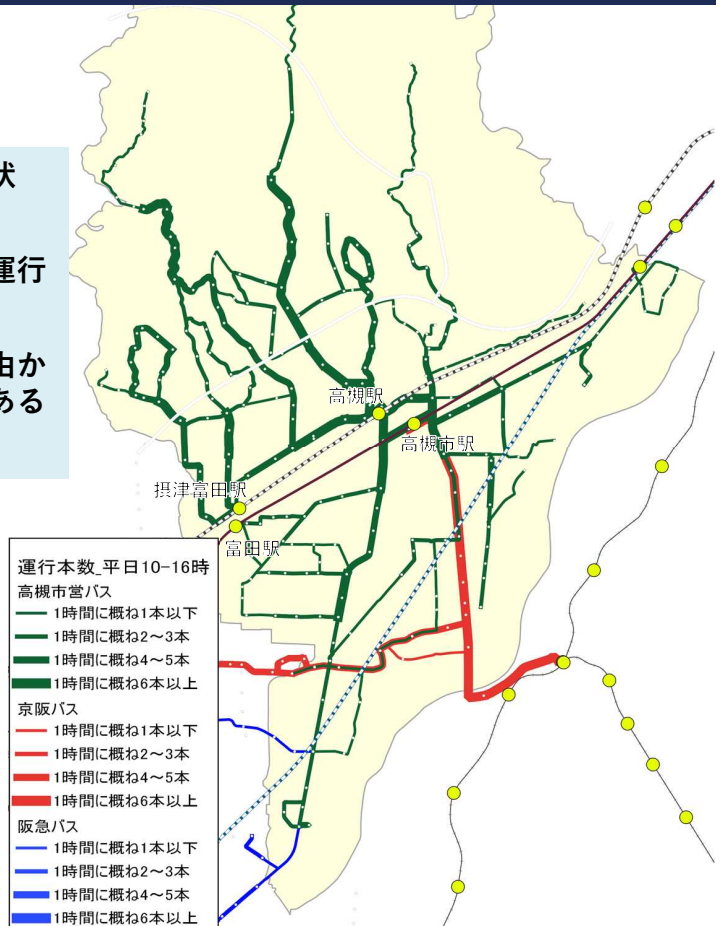 状
運行
由か
ある
高槻駅
高槻市駅
摂津富田駅
富田駅
運行本数_平日10-16時
高槻市営バス
1時間に概ね1本以下
1時間に概ね2～3本
1時間に概ね4～5本
1時間に概ね6本以上
京阪バス
1時間に概ね1本以下
1時間に概ね2～3本
1時間に概ね4～5本
1時間に概ね6本以上
阪急バス
1時間に概ね1本以下
1時間に概ね2～3本
1時間に概ね4～5本
1時間に概ね6本以上